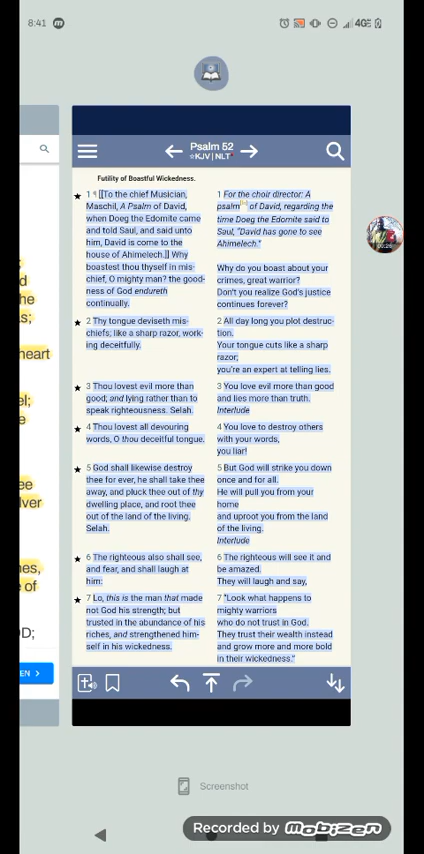 8:41
4GE
Psalm 52
☆KJV | NLT
Futility of Boastful Wickedness.
1 ¶ [[To the chief Musician,
Maschil, A Psalm of David,
when Doeg the Edomite came
and told Saul, and said unto
him, David is come to the
house of Ahimelech.]] Why
boastest thou thyself in mis-
chief, O mighty man? the good-
ness of God endureth
continually.
2 Thy tongue deviseth mis-
chiefs; like a sharp razor, work-
ing deceitfully.
3 Thou lovest evil more than
good; and lying rather than to
speak righteousness. Selah.
4 Thou lovest all devouring
words, O thou deceitful tongue.
5 God shall likewise destroy
thee for ever, he shall take thee
away, and pluck thee out of thy
dwelling place, and root thee
out of the land of the living.
Selah.
6 The righteous also shall see,
and fear, and shall laugh at
him:
7 Lo, this is the man that made
not God his strength; but
trusted in the abundance of his
riches, and strengthened him-
self in his wickedness.
1 For the choir director: A
psalm of David, regarding the
time Doeg the Edomite said to
Saul, "David has gone to see
Ahimelech."
Why do you boast about your
crimes, great warrior?
Don't you realize God's justice
continues forever?
2 All day long you plot destruc-
tion.
Your tongue cuts like a sharp
razor;
you're an expert at telling lies.
3 You love evil more than good
and lies more than truth.
Interlude
4 You love to destroy others
with your words,
you liar!
5 But God will strike you down
once and for all.
He will pull you from your
home
and uproot you from the land
of the living.
Interlude
6 The righteous will see it and
be amazed.
They will laugh and say,
7 "Look what happens to
mighty warriors
who do not trust in God.
They trust their wealth instead
and grow more and more bold
in their wickedness."
he
s;
heart
el;
ee
lver
nes,
e of
OD;
EN >
00:26
Screenshot
Recorded by mobizen